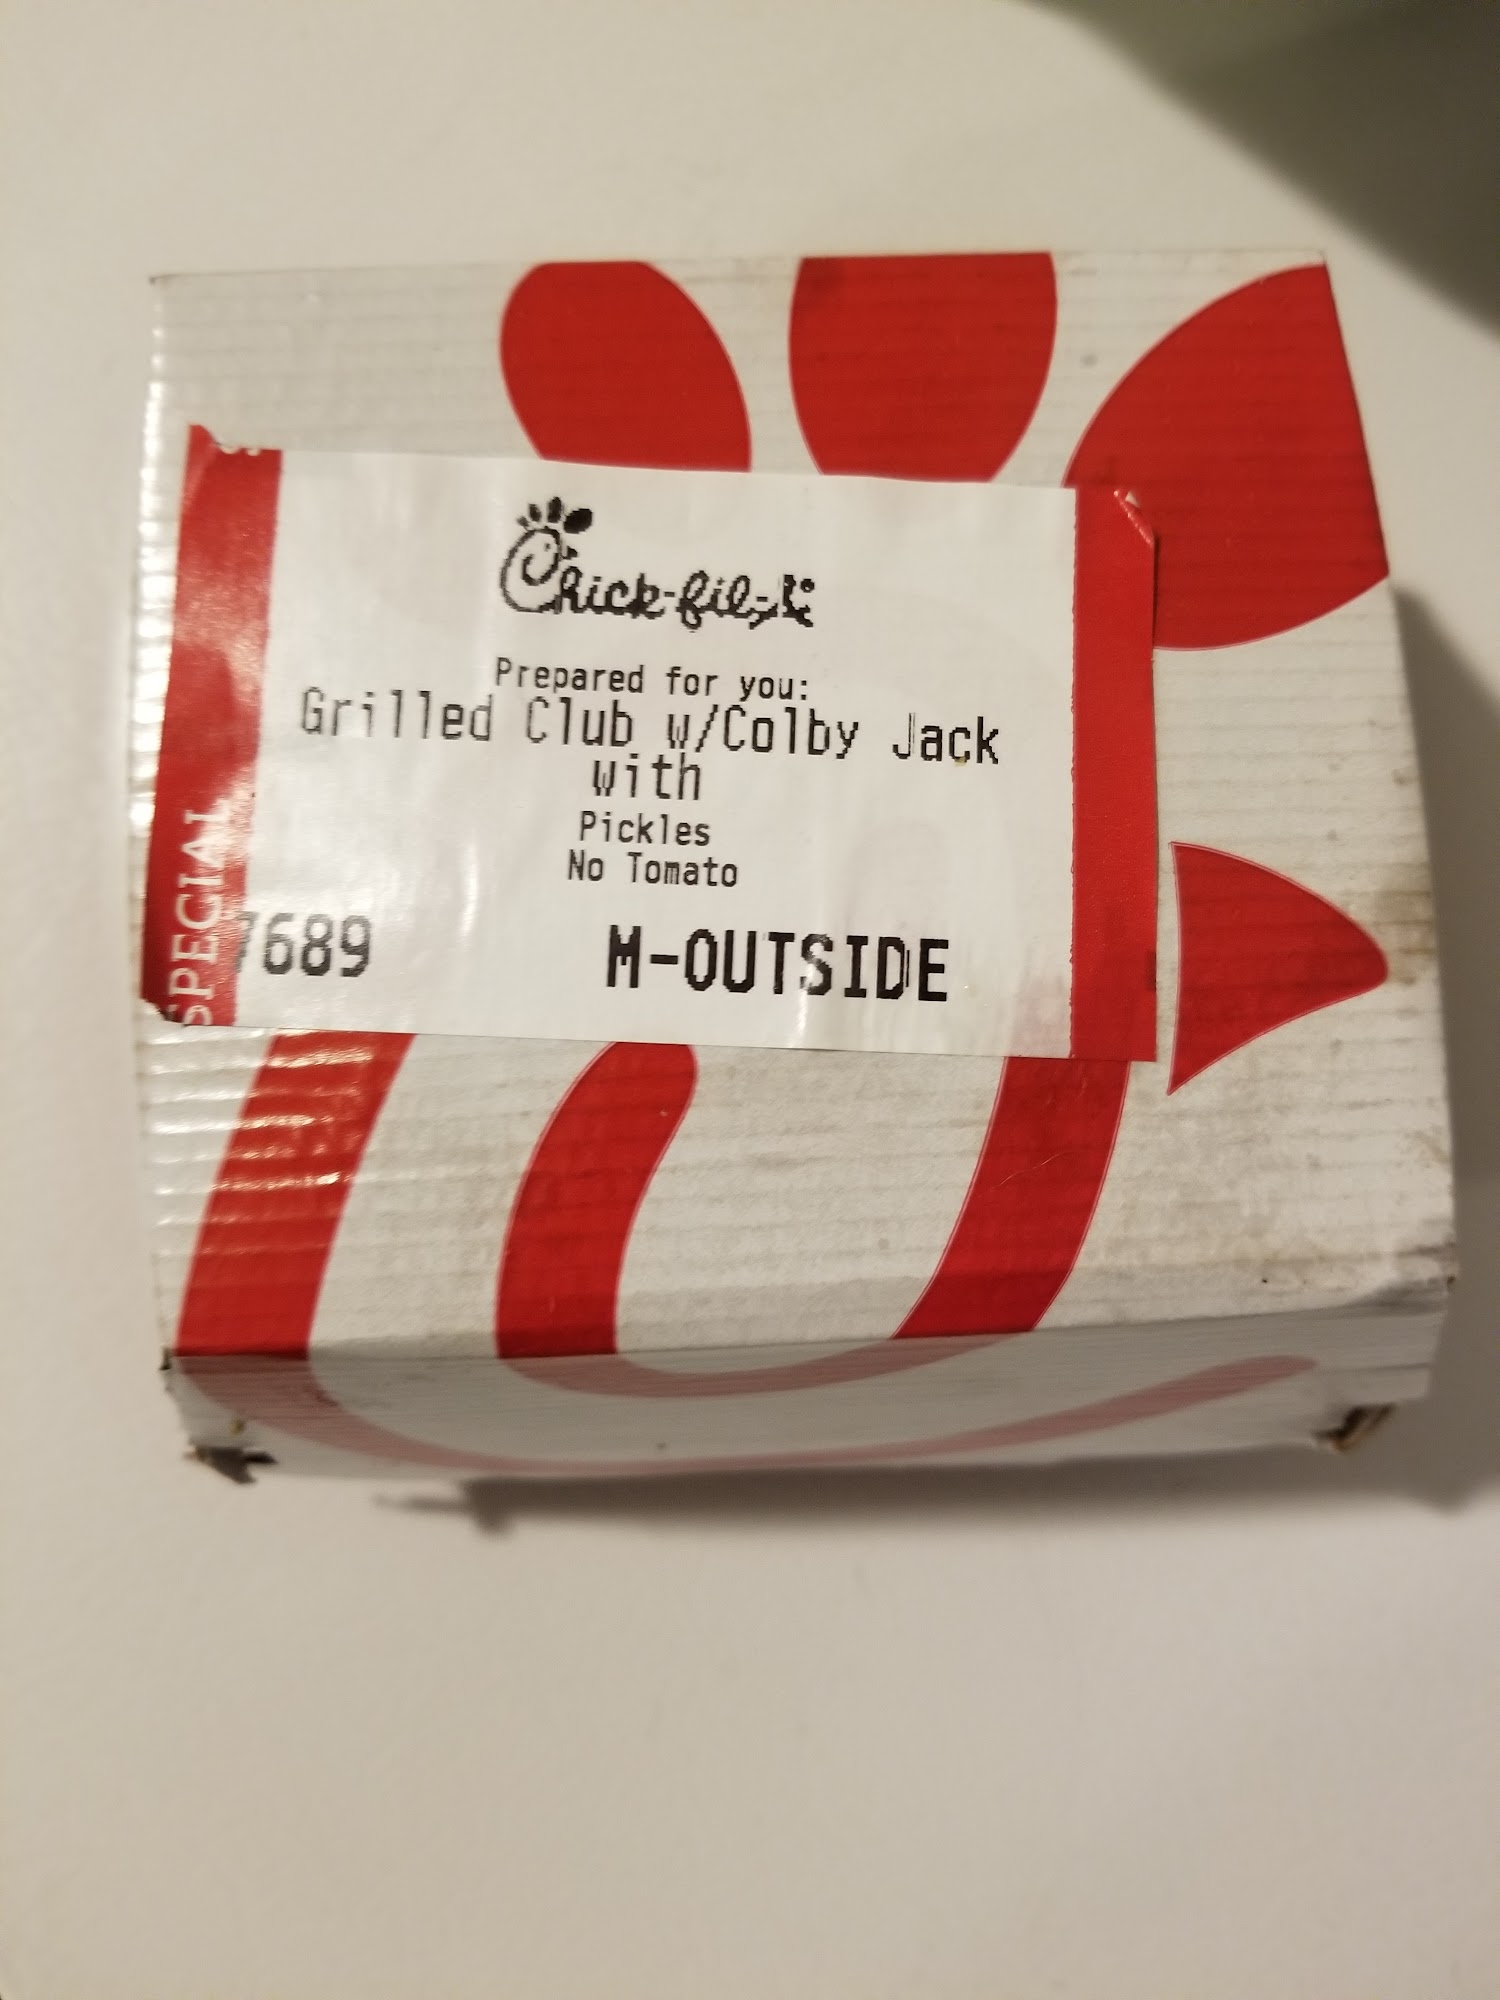 Chick-fil-A
Prepared for you:
Grilled Club w/Colby Jack
with
Pickles
No Tomato
7689 M-OUTSIDE
SPECIAL